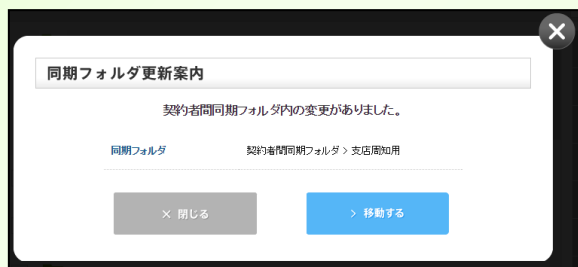 同期フォルダ更新案内
契約者間同期フォルダ内の変更がありました。
同期フォルダ 契約者間同期フォルダ > 支店周知用
× 閉じる > 移動する